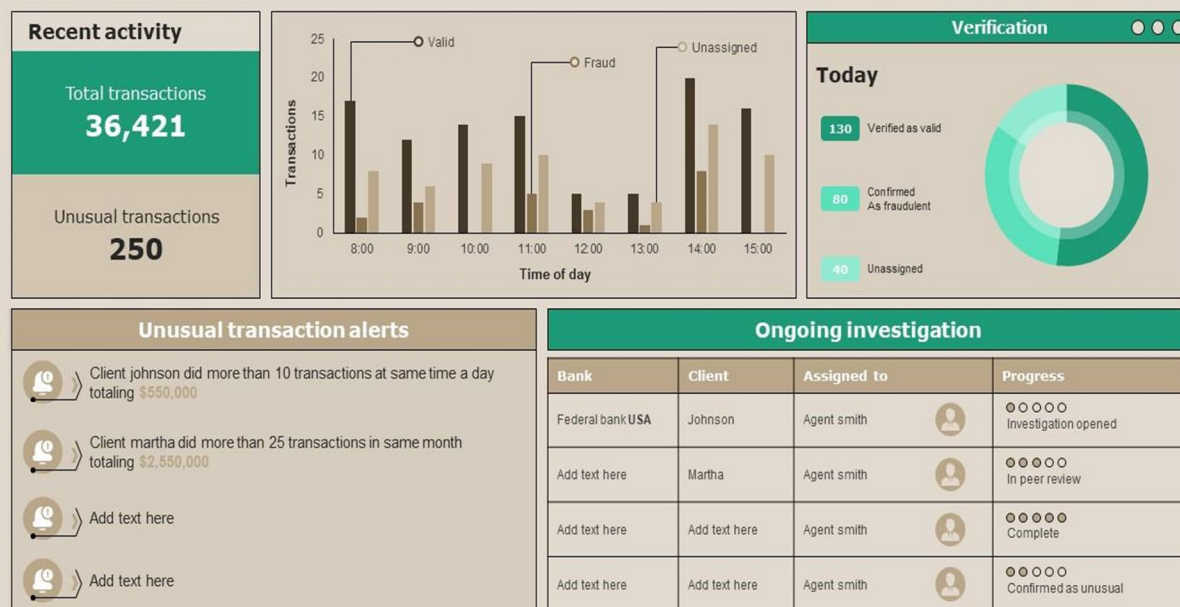 Recent activity
Total transactions
36,421
Unusual transactions
250
25
20
15
10
5
0
Transactions
Valid
Fraud
Unassigned
8:00 9:00 10:00 11:00 12:00 13:00 14:00 15:00
Time of day
Verification
Today
130 Verified as valid
80 Confirmed
As fraudulent
40 Unassigned
Unusual transaction alerts
Client johnson did more than 10 transactions at same time a day
totaling $550,000
Client martha did more than 25 transactions in same month
totaling $2,550,000
Add text here
Add text here
Ongoing investigation
Bank Client Assigned to Progress
Federal bank USA Johnson Agent smith Investigation opened
Add text here Martha Agent smith In peer review
Add text here Add text here Agent smith Complete
Add text here Add text here Agent smith Confirmed as unusual